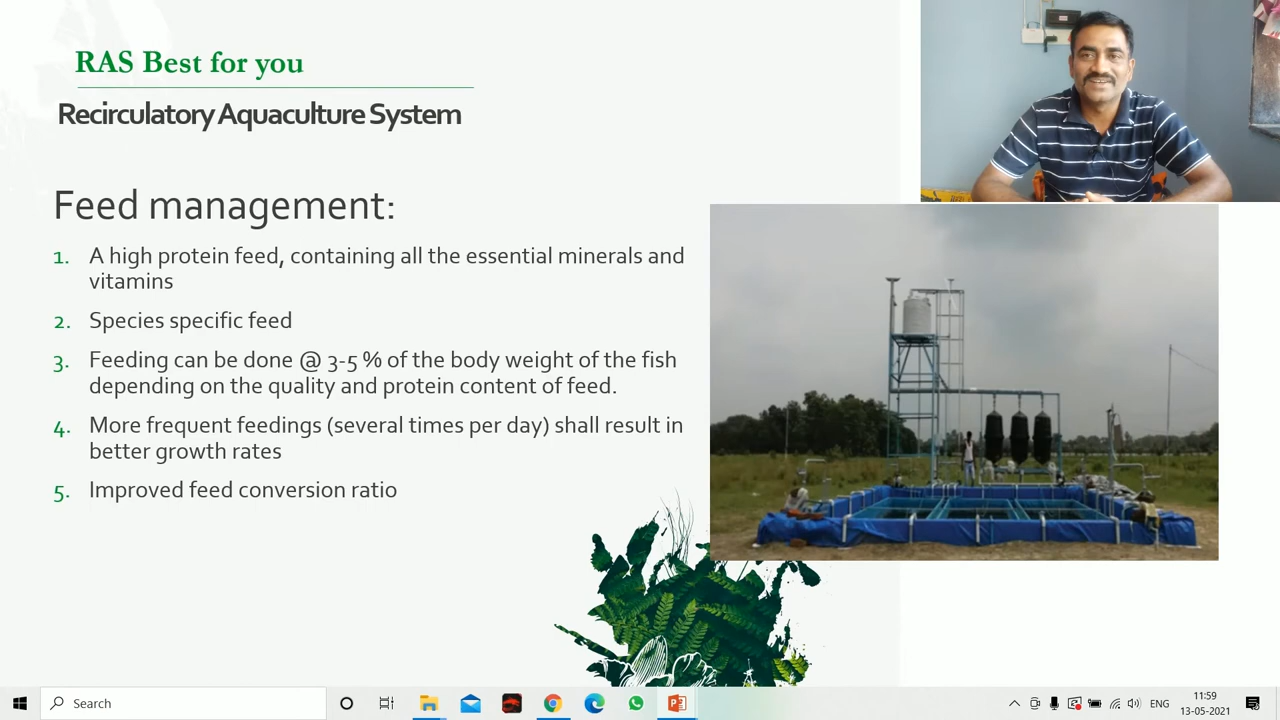 RAS Best for you
Recirculatory Aquaculture System
Feed management:
1. A high protein feed, containing all the essential minerals and
vitamins
2. Species specific feed
3. Feeding can be done @ 3-5 % of the body weight of the fish
depending on the quality and protein content of feed.
4. More frequent feedings (several times per day) shall result in
better growth rates
5. Improved feed conversion ratio
Search
ENG
11:59
13-05-2021